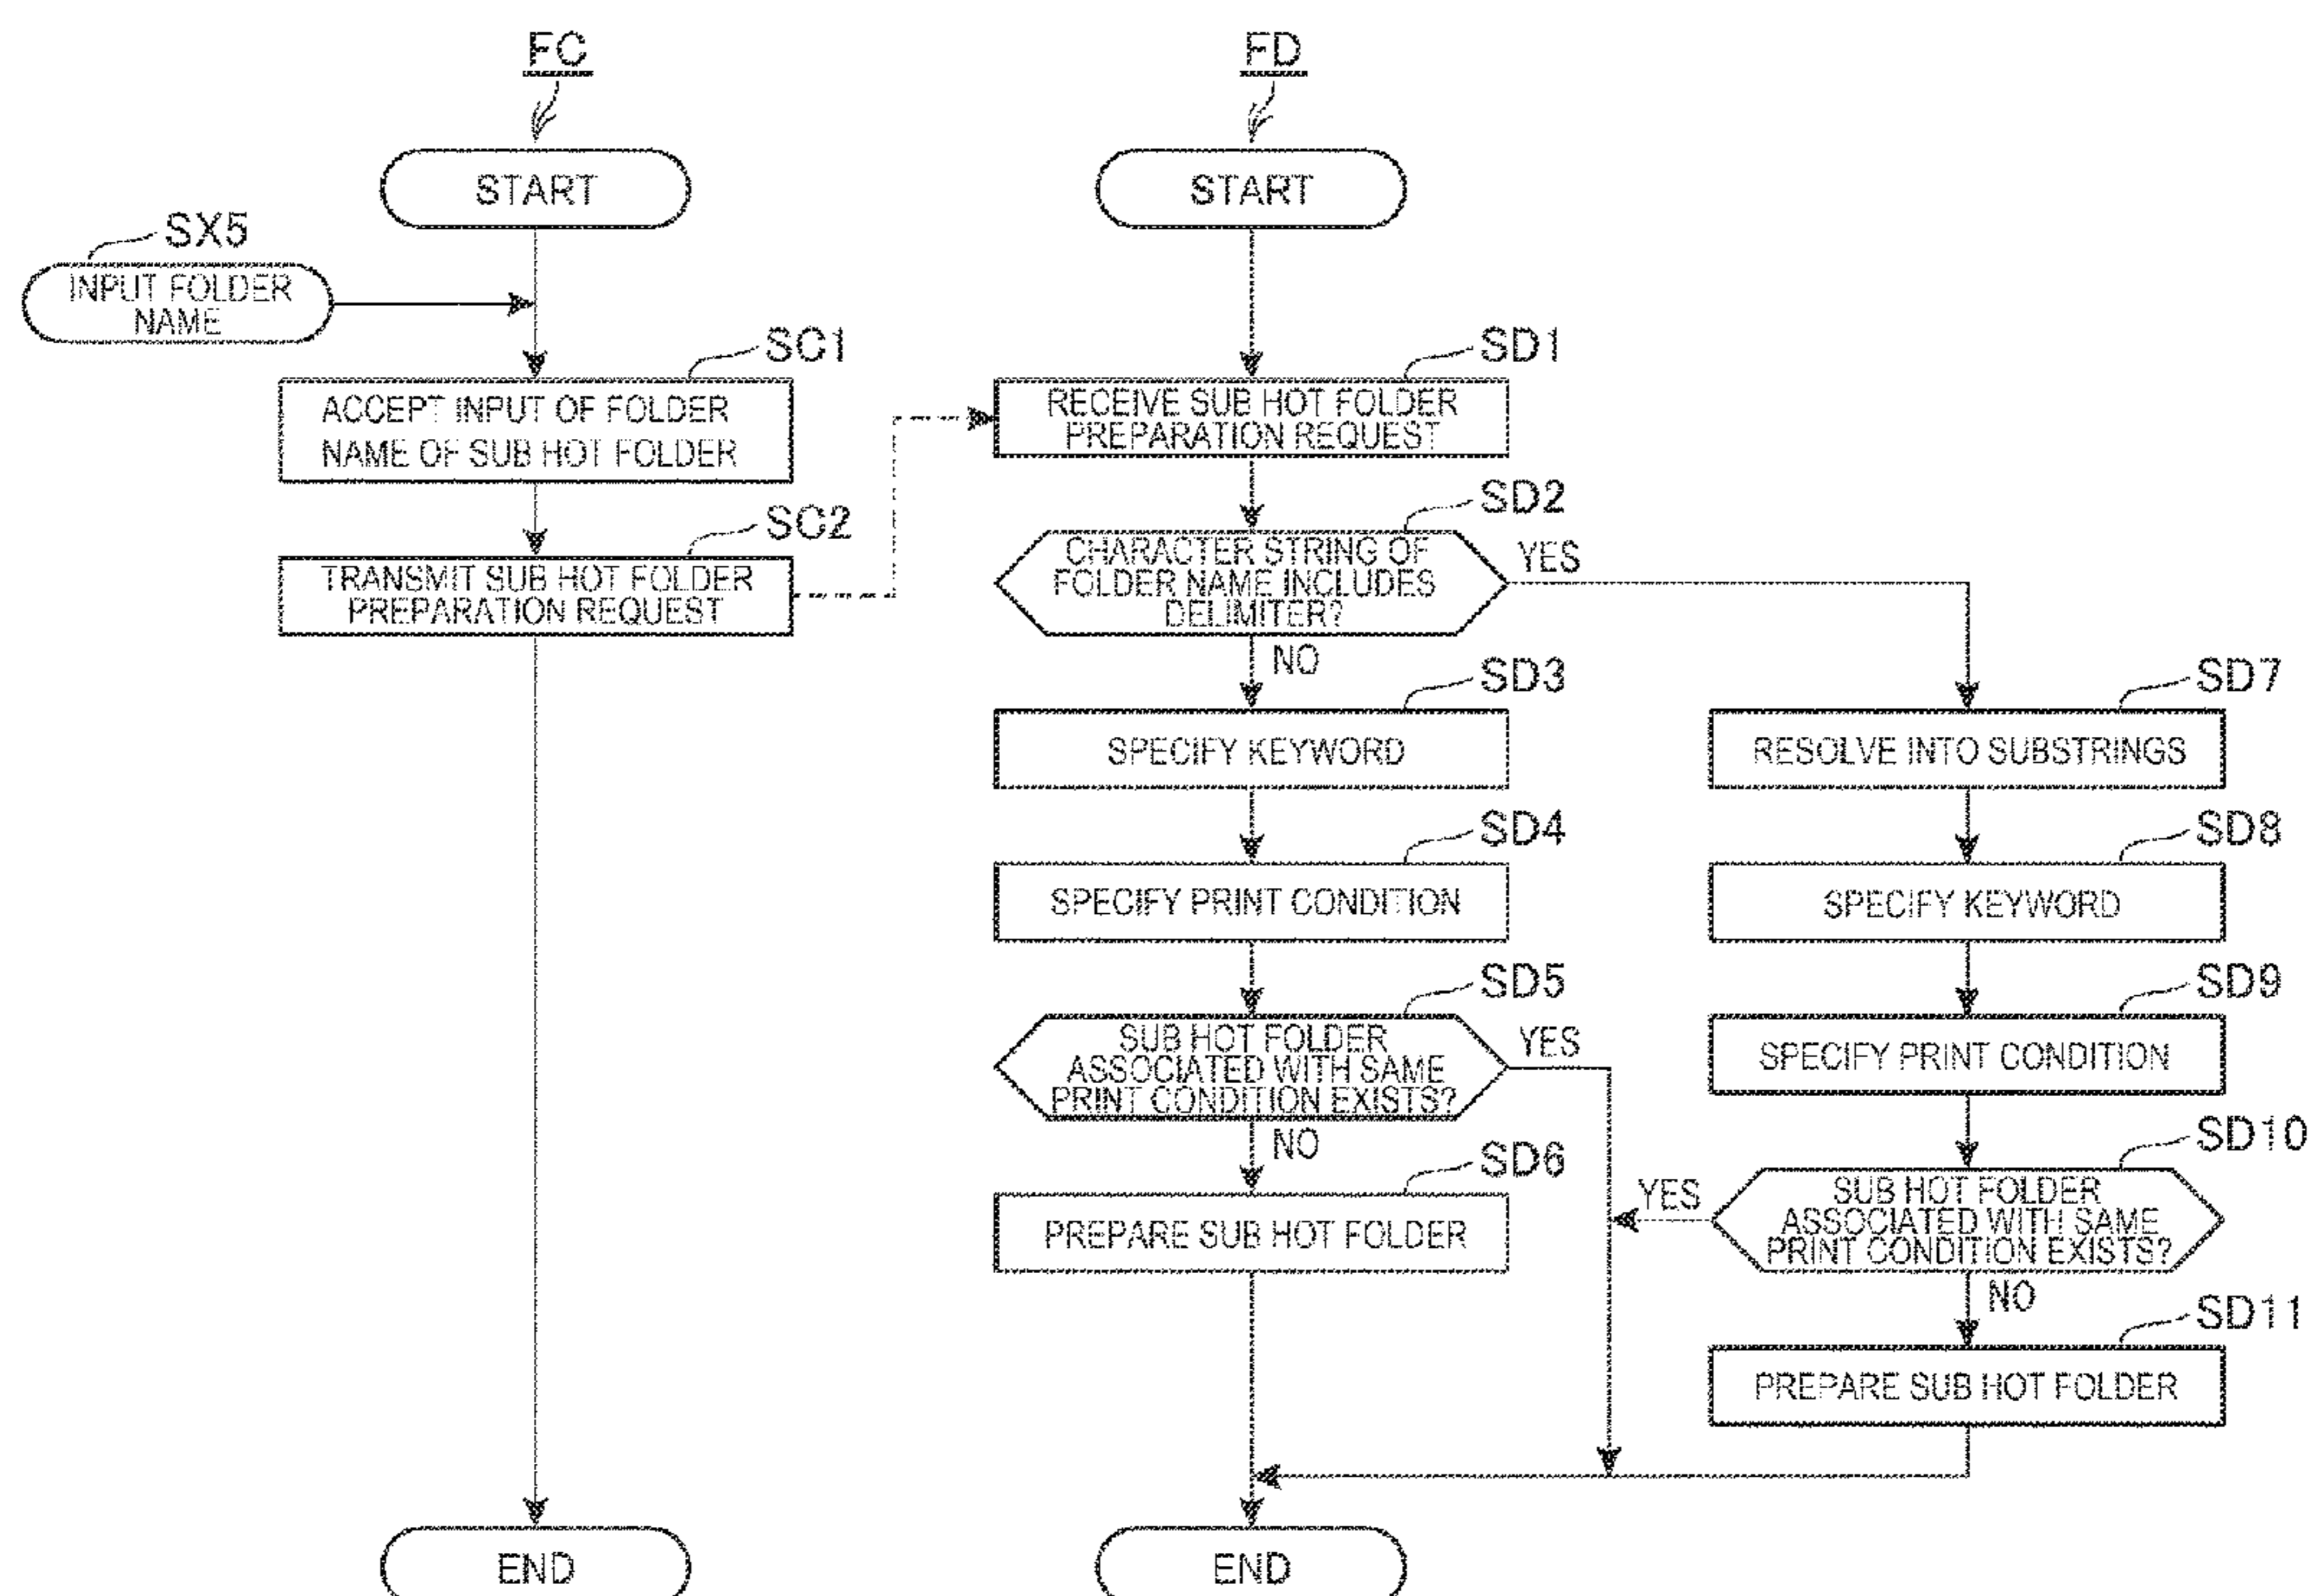 FC
START
SX5
INPUT FOLDER
NAME
SC1
ACCEPT INPUT OF FOLDER
NAME OF SUB HOT FOLDER
SC2
TRANSMIT SUB HOT FOLDER
PREPARATION REQUEST
END
FD
START
SD1
RECEIVE SUB HOT FOLDER
PREPARATION REQUEST
SD2
CHARACTER STRING OF
FOLDER NAME INCLUDES
DELIMITER?
YES
NO
SD3
SPECIFY KEYWORD
SD4
SPECIFY PRINT CONDITION
SD5
SUB HOT FOLDER
ASSOCIATED WITH SAME
PRINT CONDITION EXISTS?
YES
NO
SD6
PREPARE SUB HOT FOLDER
SD7
RESOLVE INTO SUBSTRINGS
SD8
SPECIFY KEYWORD
SD9
SPECIFY PRINT CONDITION
SD10
SUB HOT FOLDER
ASSOCIATED WITH SAME
PRINT CONDITION EXISTS?
YES
NO
SD11
PREPARE SUB HOT FOLDER
END